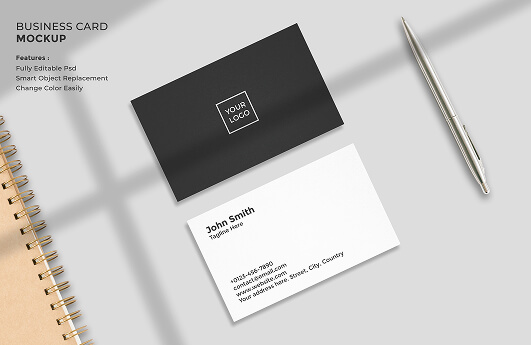 BUSINESS CARD
MOCKUP
Features :
Fully Editable Psd
Smart Object Replacement
Change Color Easily
YOUR
LOGO
John Smith
Tagline Here
+0123-456-7890
contact@email.com
www.website.com
Your address here, Street, City, Country